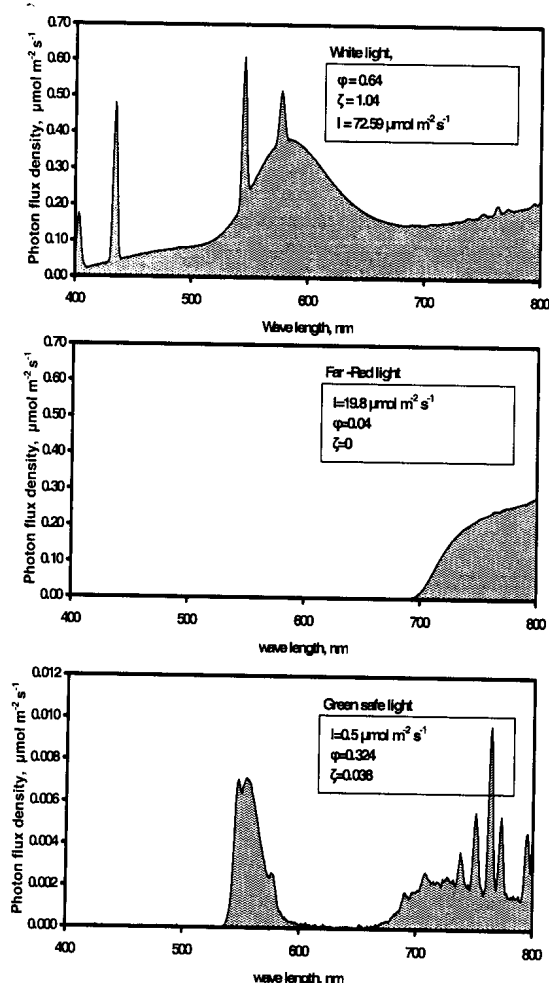 0.70
0.60
0.50
0.40
0.30
0.20
0.10
0.00
Photon flux density, µmol m⁻² s⁻¹
White light,
φ = 0.64
ζ = 1.04
I = 72.59 µmol m⁻² s⁻¹
400 500 600 700 800
Wave length, nm
0.70
0.60
0.50
0.40
0.30
0.20
0.10
0.00
Photon flux density, µmol m⁻² s⁻¹
Far -Red light
I=19.8 µmol m⁻² s⁻¹
φ=0.04
ζ=0
400 500 600 700 800
wave length, nm
0.012
0.010
0.008
0.006
0.004
0.002
0.000
Photon flux density, µmol m⁻² s⁻¹
Green safe light
I=0.5 µmol m⁻² s⁻¹
φ=0.324
ζ=0.038
400 500 600 700 800
wave length, nm